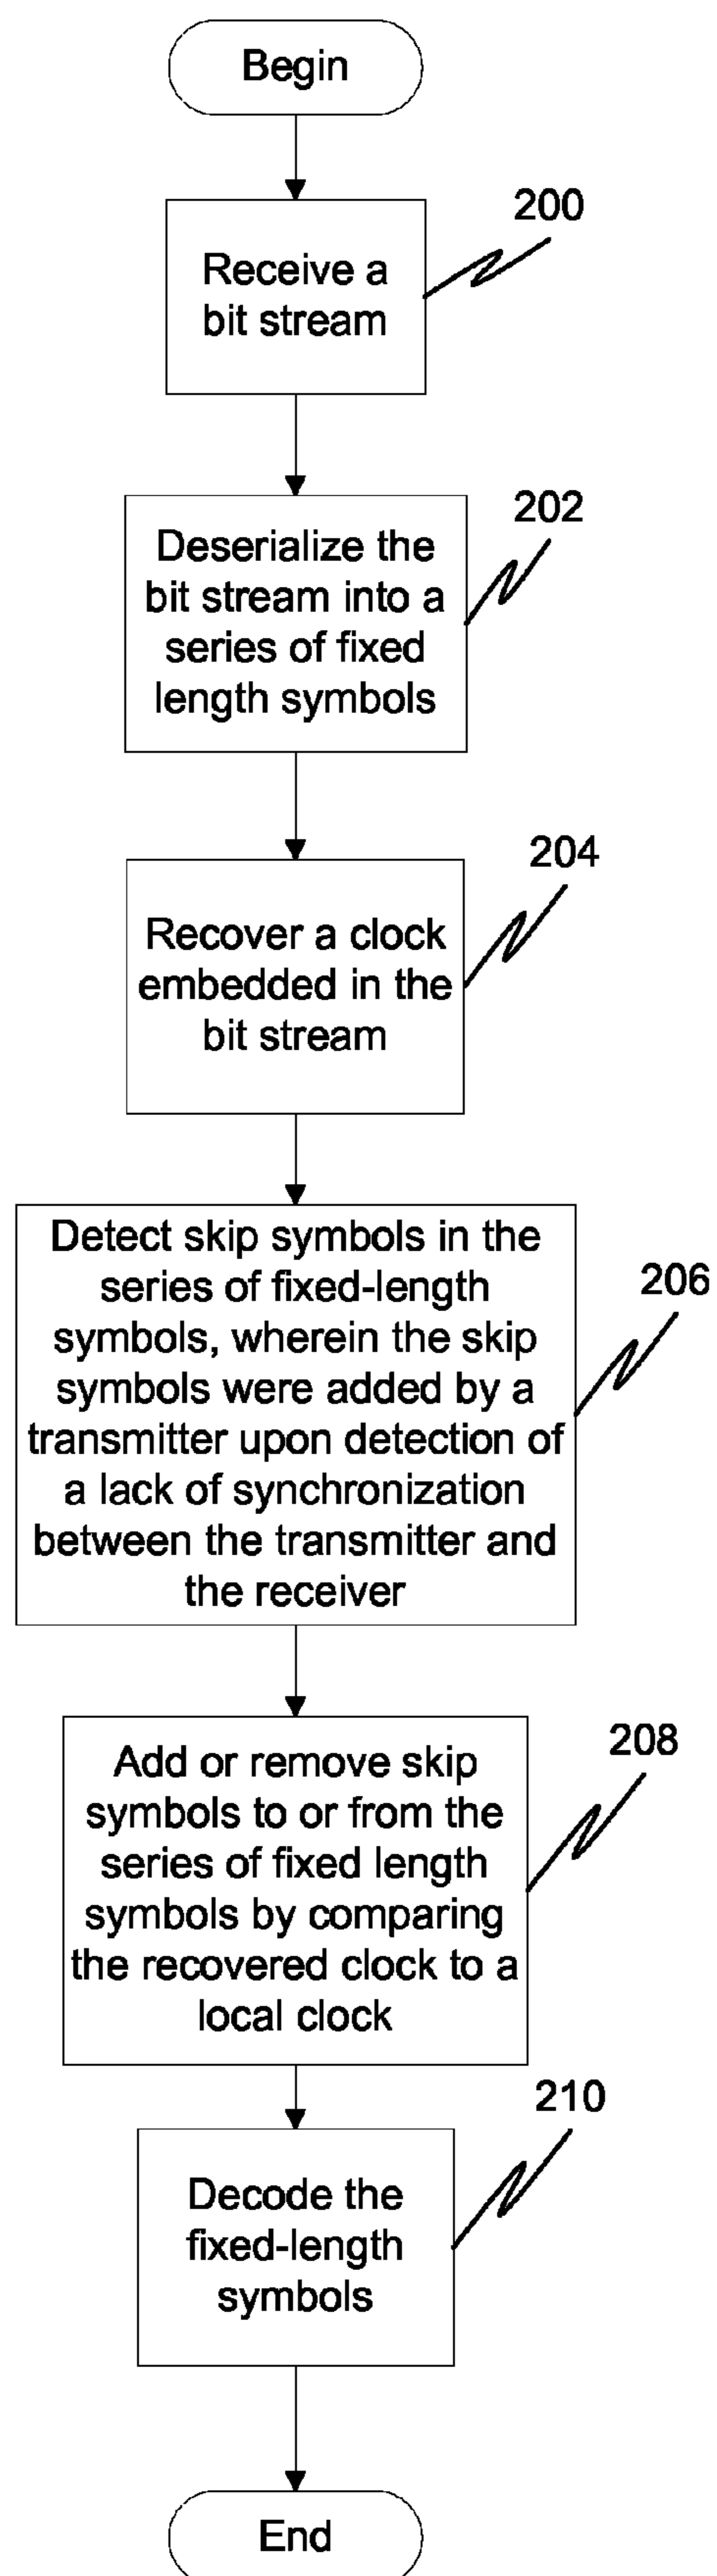 Begin
200
Receive a
bit stream
202
Deserialize the
bit stream into a
series of fixed
length symbols
204
Recover a clock
embedded in the
bit stream
Detect skip symbols in the
series of fixed-length
symbols, wherein the skip
symbols were added by a
transmitter upon detection of
a lack of synchronization
between the transmitter and
the receiver
206
Add or remove skip
symbols to or from the
series of fixed length
symbols by comparing
the recovered clock to a
local clock
208
210
Decode the
fixed-length
symbols
End